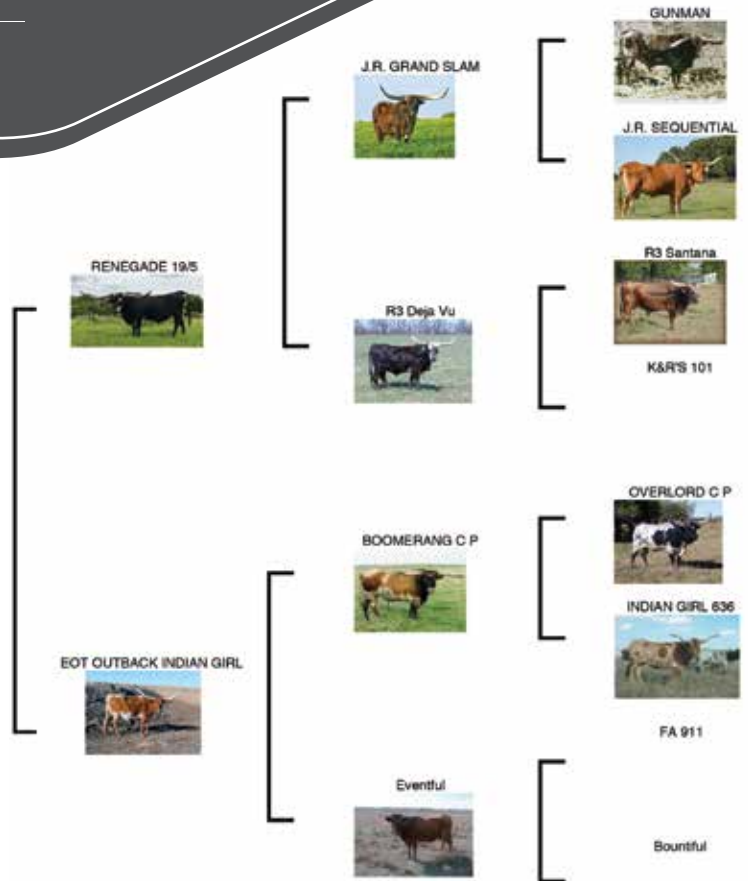 GUNMAN
J.R. GRAND SLAM
J.R. SEQUENTIAL
RENEGADE 19/5
R3 Santana
R3 Deja Vu
K&R'S 101
OVERLORD C P
BOOMERANG C P
INDIAN GIRL 636
EOT OUTBACK INDIAN GIRL
FA 911
Eventful
Bountiful